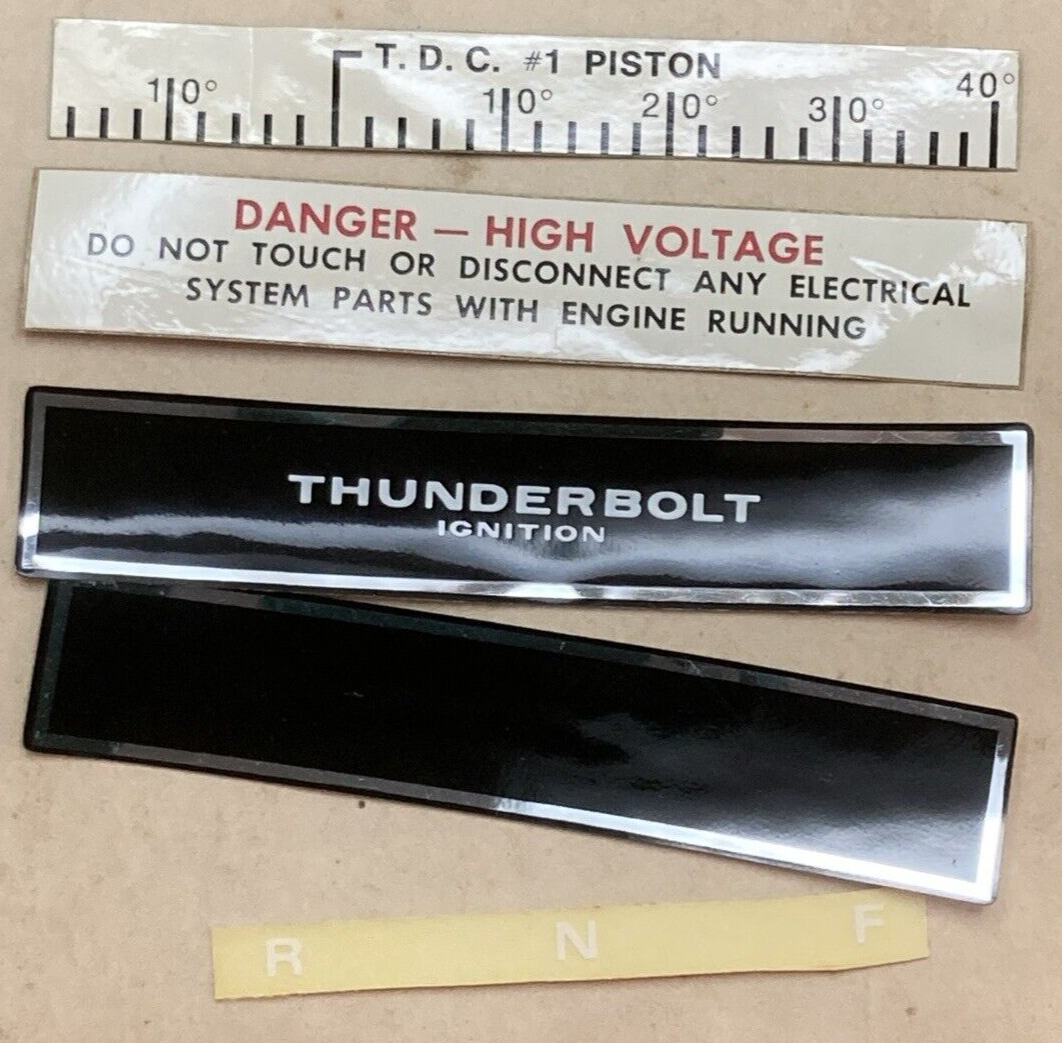 T. D. C. #1 PISTON
10° 10° 20° 30° 40°
DANGER — HIGH VOLTAGE
DO NOT TOUCH OR DISCONNECT ANY ELECTRICAL
SYSTEM PARTS WITH ENGINE RUNNING
THUNDERBOLT
IGNITION
R N F